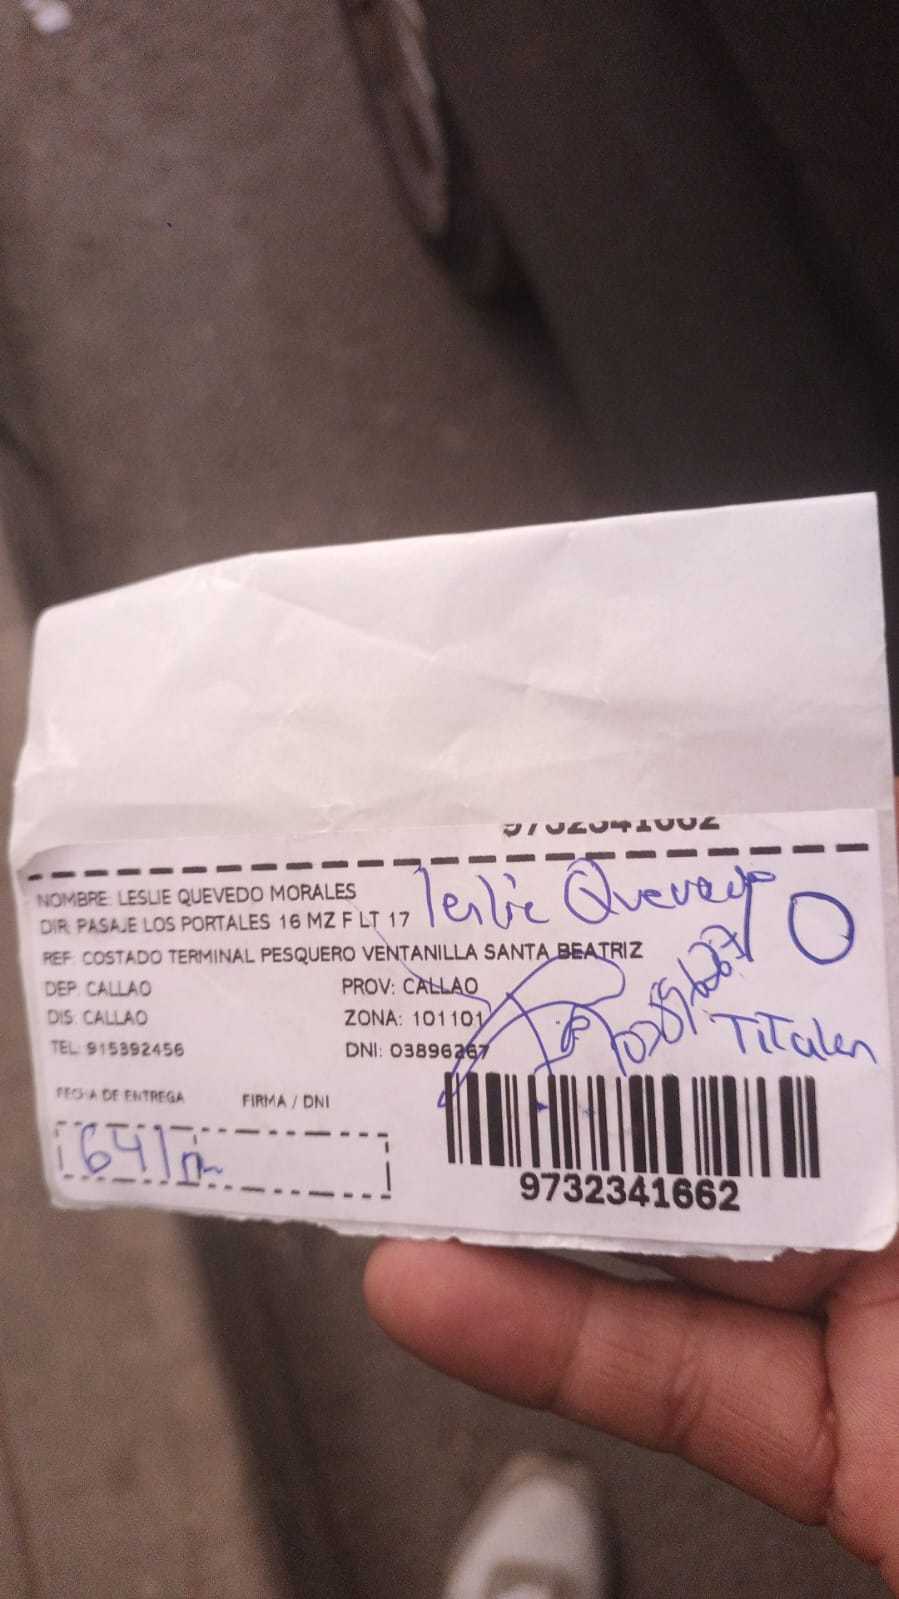 9732341662
NOMBRE: LESLIE QUEVEDO MORALES
Leslie Quevedo
DIR: PASAJE LOS PORTALES 16 MZ F LT 17
REF: COSTADO TERMINAL PESQUERO VENTANILLA SANTA BEATRIZ
DEP: CALLAO PROV: CALLAO
DIS: CALLAO ZONA: 101101
03896267
Titular
TEL: 915392456 DNI: 03896267
FECHA DE ENTREGA FIRMA / DNI
9732341662